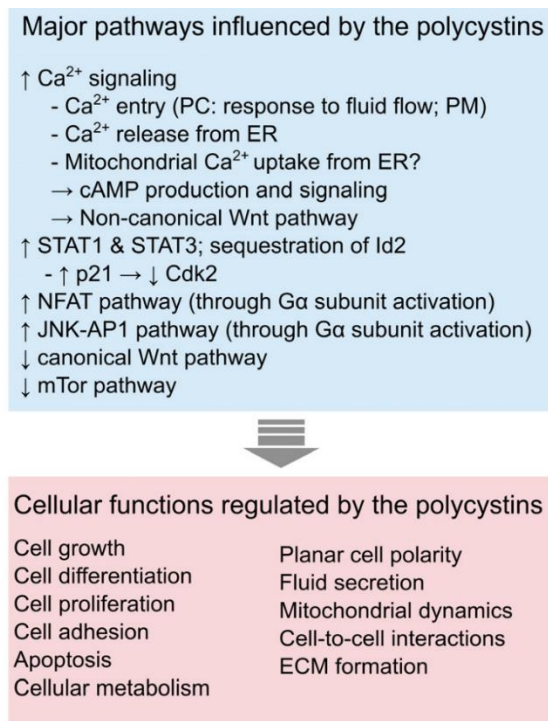 Major pathways influenced by the polycystins
↑ Ca²⁺ signaling
- Ca²⁺ entry (PC: response to fluid flow; PM)
- Ca²⁺ release from ER
- Mitochondrial Ca²⁺ uptake from ER?
→ cAMP production and signaling
→ Non-canonical Wnt pathway
↑ STAT1 & STAT3; sequestration of Id2
- ↑ p21 → ↓ Cdk2
↑ NFAT pathway (through Gα subunit activation)
↑ JNK-AP1 pathway (through Gα subunit activation)
↓ canonical Wnt pathway
↓ mTor pathway
Cellular functions regulated by the polycystins
Cell growth
Cell differentiation
Cell proliferation
Cell adhesion
Apoptosis
Cellular metabolism
Planar cell polarity
Fluid secretion
Mitochondrial dynamics
Cell-to-cell interactions
ECM formation